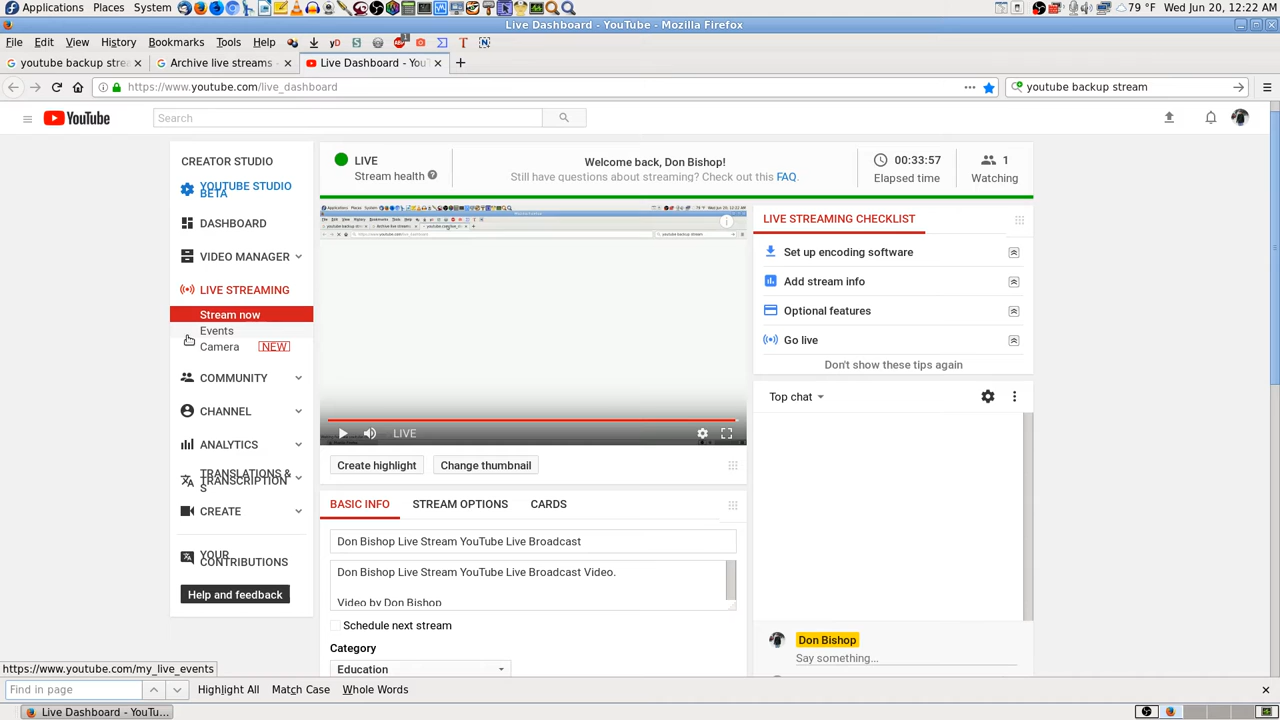 Applications Places System 79 °F Wed Jun 20, 12:22 AM
Live Dashboard - YouTube - Mozilla Firefox
File Edit View History Bookmarks Tools Help
youtube backup stre Archive live streams - Live Dashboard - YouT
https://www.youtube.com/live_dashboard youtube backup stream
YouTube Search
CREATOR STUDIO
YOUTUBE STUDIO
BETA
DASHBOARD
VIDEO MANAGER
LIVE STREAMING
Stream now
Events
Camera NEW
COMMUNITY
CHANNEL
ANALYTICS
TRANSLATIONS &
TRANSCRIPTION
S
CREATE
YOUR
CONTRIBUTIONS
Help and feedback
LIVE
Stream health
Welcome back, Don Bishop!
Still have questions about streaming? Check out this FAQ.
00:33:57
Elapsed time
1
Watching
LIVE
Create highlight Change thumbnail
BASIC INFO STREAM OPTIONS CARDS
Don Bishop Live Stream YouTube Live Broadcast
Don Bishop Live Stream YouTube Live Broadcast Video.
Video by Don Bishop
Schedule next stream
Category
Education
LIVE STREAMING CHECKLIST
Set up encoding software
Add stream info
Optional features
Go live
Don't show these tips again
Top chat
Don Bishop
Say something...
https://www.youtube.com/my_live_events
Find in page Highlight All Match Case Whole Words
Live Dashboard - YouTu...